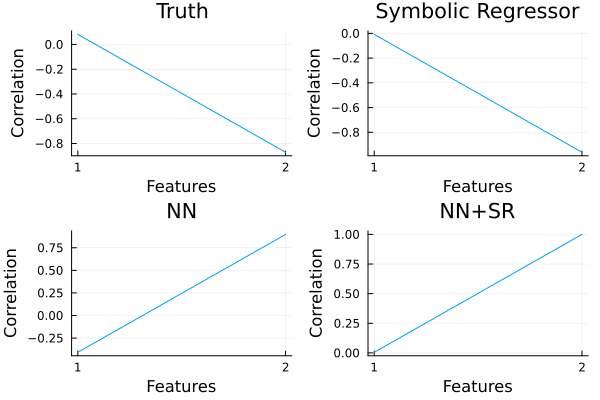 Truth
0.0
−0.2
−0.4
−0.6
−0.8
Correlation
1
2
Features
Symbolic Regressor
0.0
−0.2
−0.4
−0.6
−0.8
Correlation
1
2
Features
NN
0.75
0.50
0.25
0.00
−0.25
Correlation
1
2
Features
NN+SR
1.00
0.75
0.50
0.25
0.00
Correlation
1
2
Features